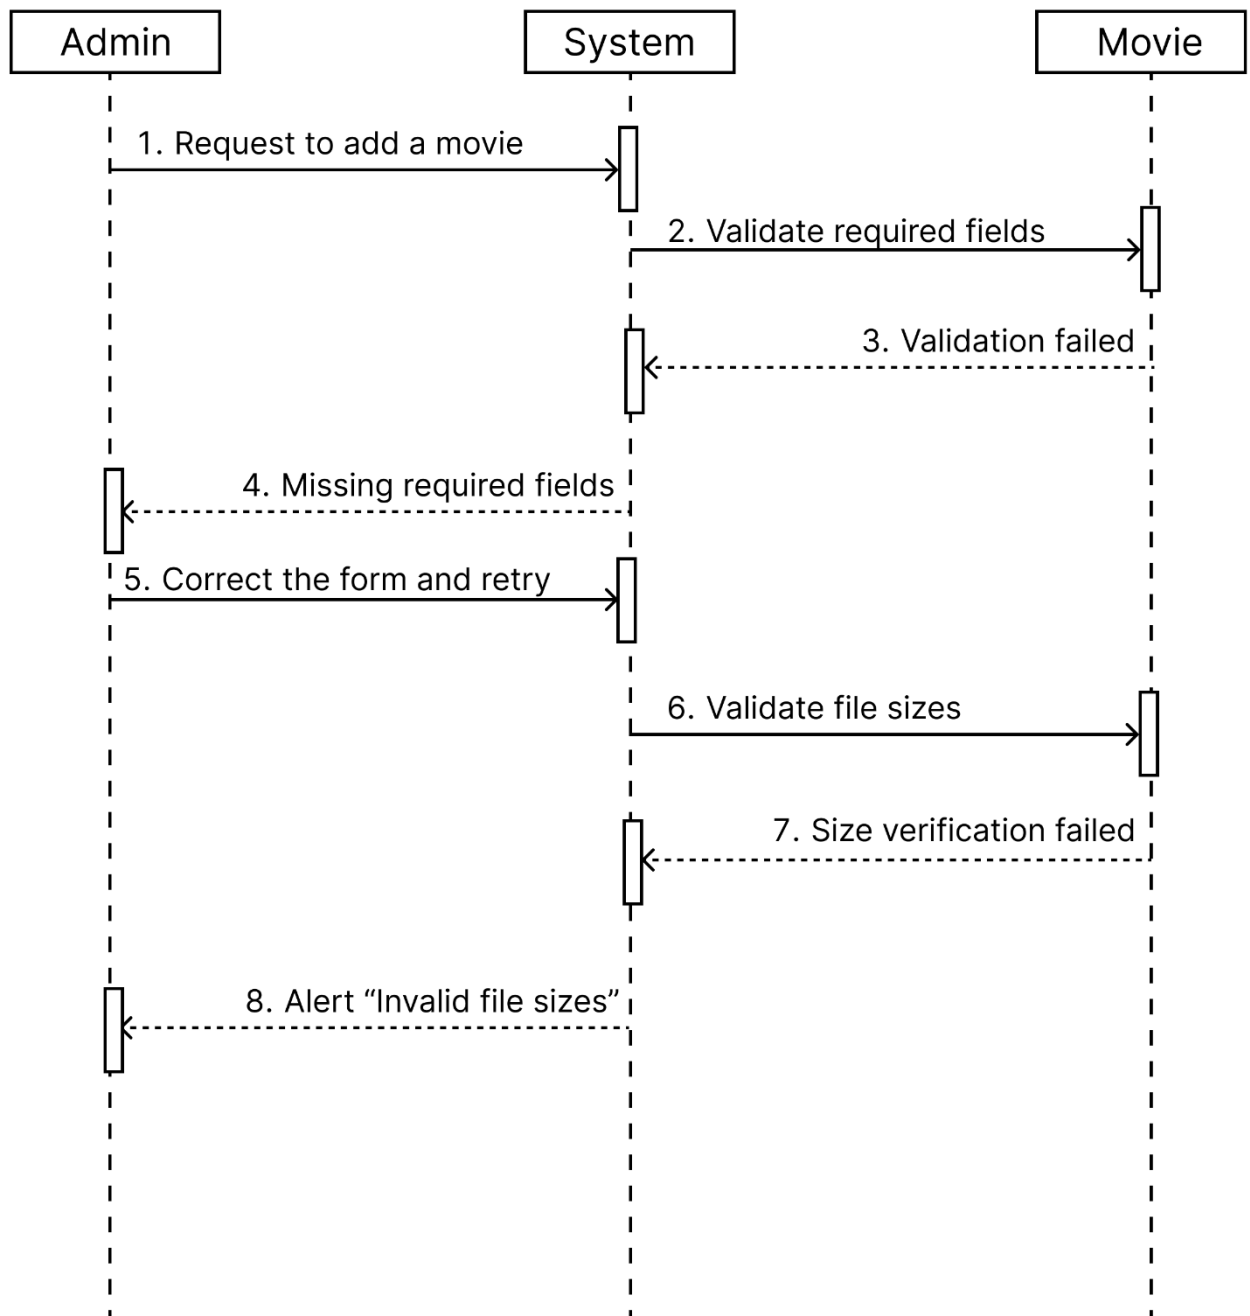 Admin
System
Movie
1. Request to add a movie
2. Validate required fields
3. Validation failed
4. Missing required fields
5. Correct the form and retry
6. Validate file sizes
7. Size verification failed
8. Alert “Invalid file sizes”